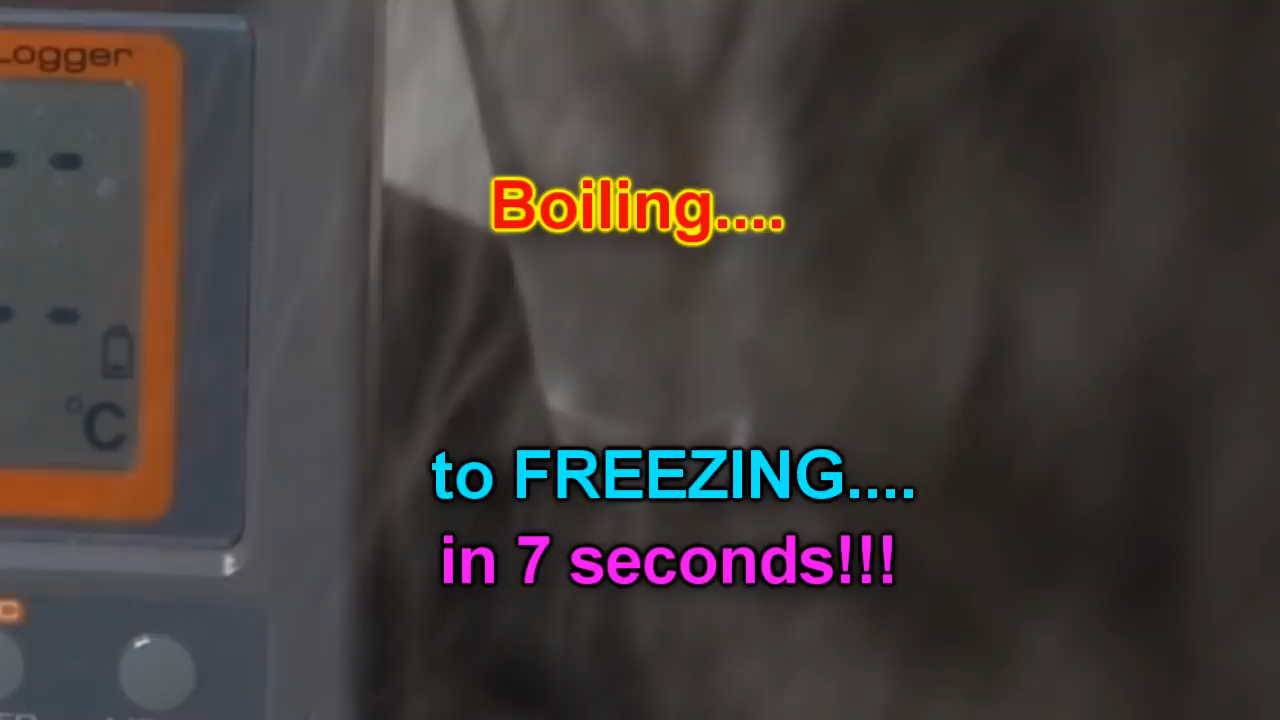 Logger
Boiling....
°C
to FREEZING....
in 7 seconds!!!